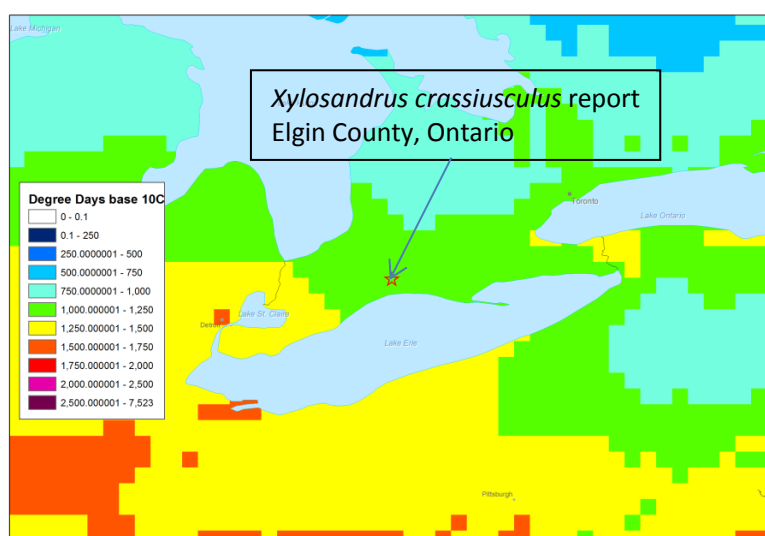 Lake Michigan
Xylosandrus crassiusculus report
Elgin County, Ontario
Degree Days base 10C
0 - 0.1
0.1 - 250
250.0000001 - 500
500.0000001 - 750
750.0000001 - 1,000
1,000.000001 - 1,250
1,250.000001 - 1,500
1,500.000001 - 1,750
1,750.000001 - 2,000
2,000.000001 - 2,500
2,500.000001 - 7,523
Toronto
Lake Ontario
Lake St. Claire
Lake Erie
Pittsburgh